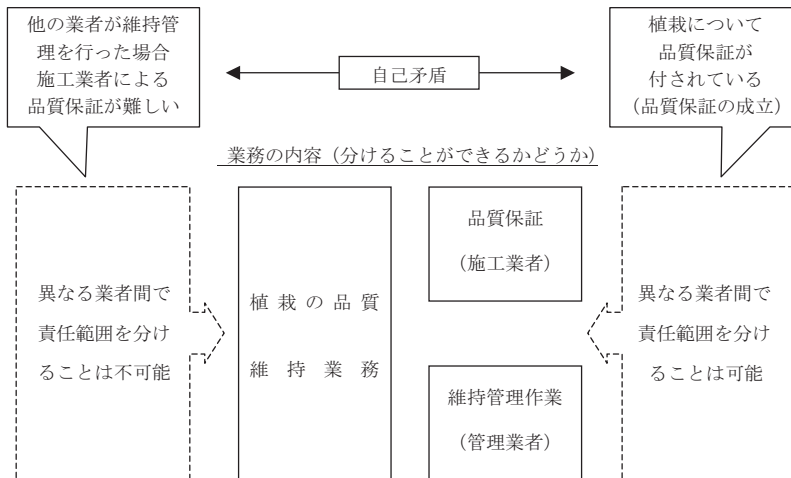 他の業者が維持管
理を行った場合
施工業者による
品質保証が難しい
自己矛盾
植栽について
品質保証が
付されている
（品質保証の成立）
業務の内容（分けることができるかどうか）
異なる業者間で
責任範囲を分け
ることは不可能
植栽の品質
維持業務
品質保証
（施工業者）
維持管理作業
（管理業者）
異なる業者間で
責任範囲を分け
ることは可能